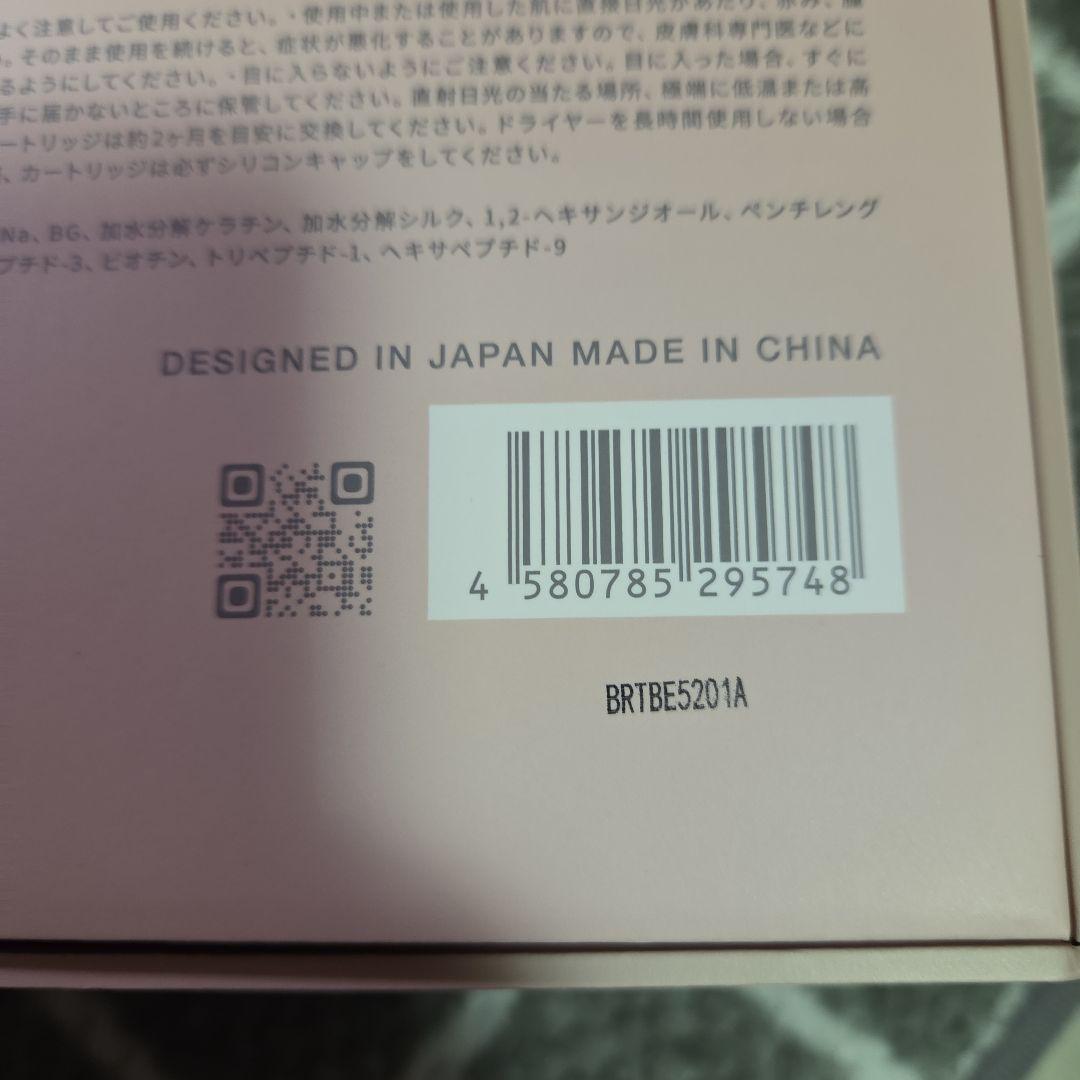 よく注意してご使用ください。・使用中または使用した肌に直接日光があたり、赤み、腫
。そのまま使用を続けると、症状が悪化することがありますので、皮膚科専門医などに
るようにしてください。・目に入らないようにご注意ください。目に入った場合、すぐに
手に届かないところに保管してください。直射日光の当たる場所、極端に低温または高
ートリッジは約2ヶ月を目安に交換してください。ドライヤーを長時間使用しない場合
、カートリッジは必ずシリコンキャップをしてください。
Na、BG、加水分解ケラチン、加水分解シルク、1,2-ヘキサンジオール、ペンチレング
プチド-3、ビオチン、トリペプチド-1、ヘキサペプチド-9
DESIGNED IN JAPAN MADE IN CHINA
4 580785 295748
BRTBE5201A